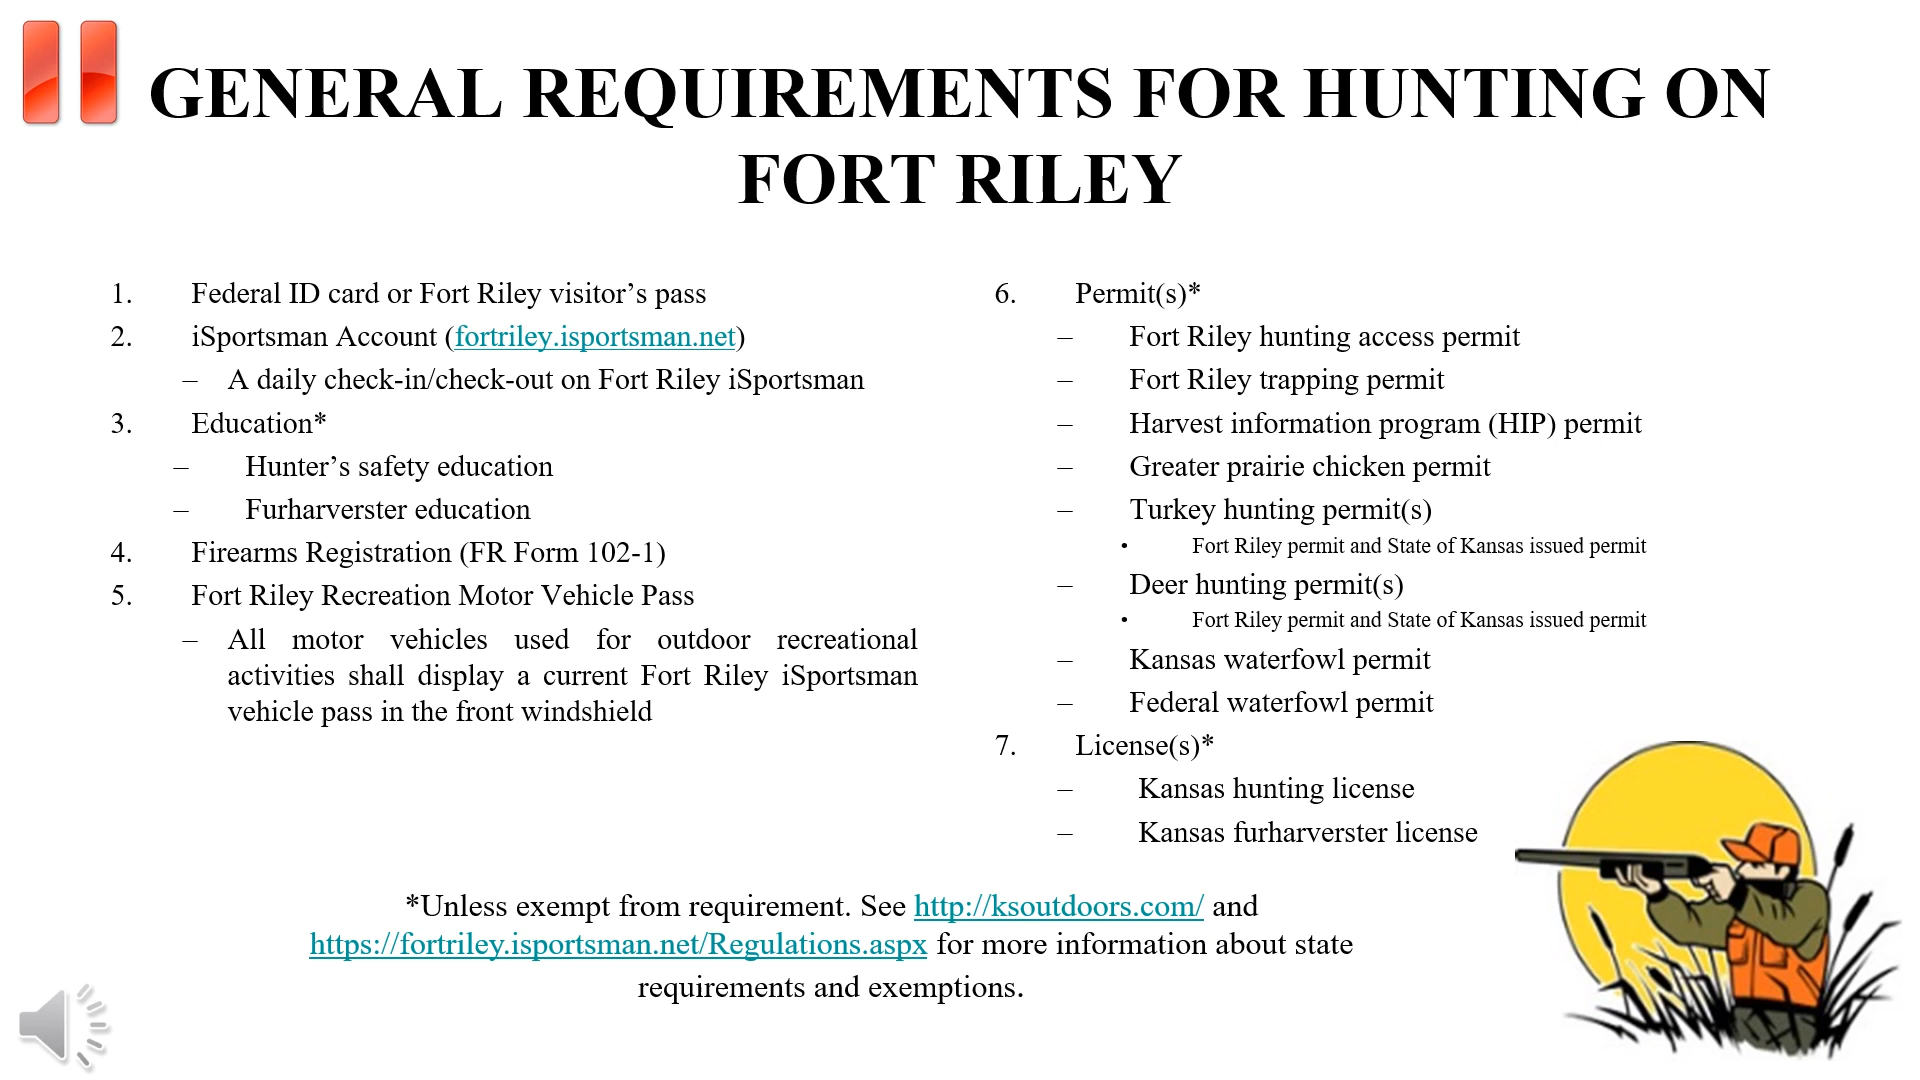 GENERAL REQUIREMENTS FOR HUNTING ON
FORT RILEY
1. Federal ID card or Fort Riley visitor’s pass
2. iSportsman Account (fortriley.isportsman.net)
– A daily check-in/check-out on Fort Riley iSportsman
3. Education*
– Hunter’s safety education
– Furharverster education
4. Firearms Registration (FR Form 102-1)
5. Fort Riley Recreation Motor Vehicle Pass
– All motor vehicles used for outdoor recreational
activities shall display a current Fort Riley iSportsman
vehicle pass in the front windshield
6. Permit(s)*
– Fort Riley hunting access permit
– Fort Riley trapping permit
– Harvest information program (HIP) permit
– Greater prairie chicken permit
– Turkey hunting permit(s)
• Fort Riley permit and State of Kansas issued permit
– Deer hunting permit(s)
• Fort Riley permit and State of Kansas issued permit
– Kansas waterfowl permit
– Federal waterfowl permit
7. License(s)*
– Kansas hunting license
– Kansas furharverster license
*Unless exempt from requirement. See http://ksoutdoors.com/ and
https://fortriley.isportsman.net/Regulations.aspx for more information about state
requirements and exemptions.